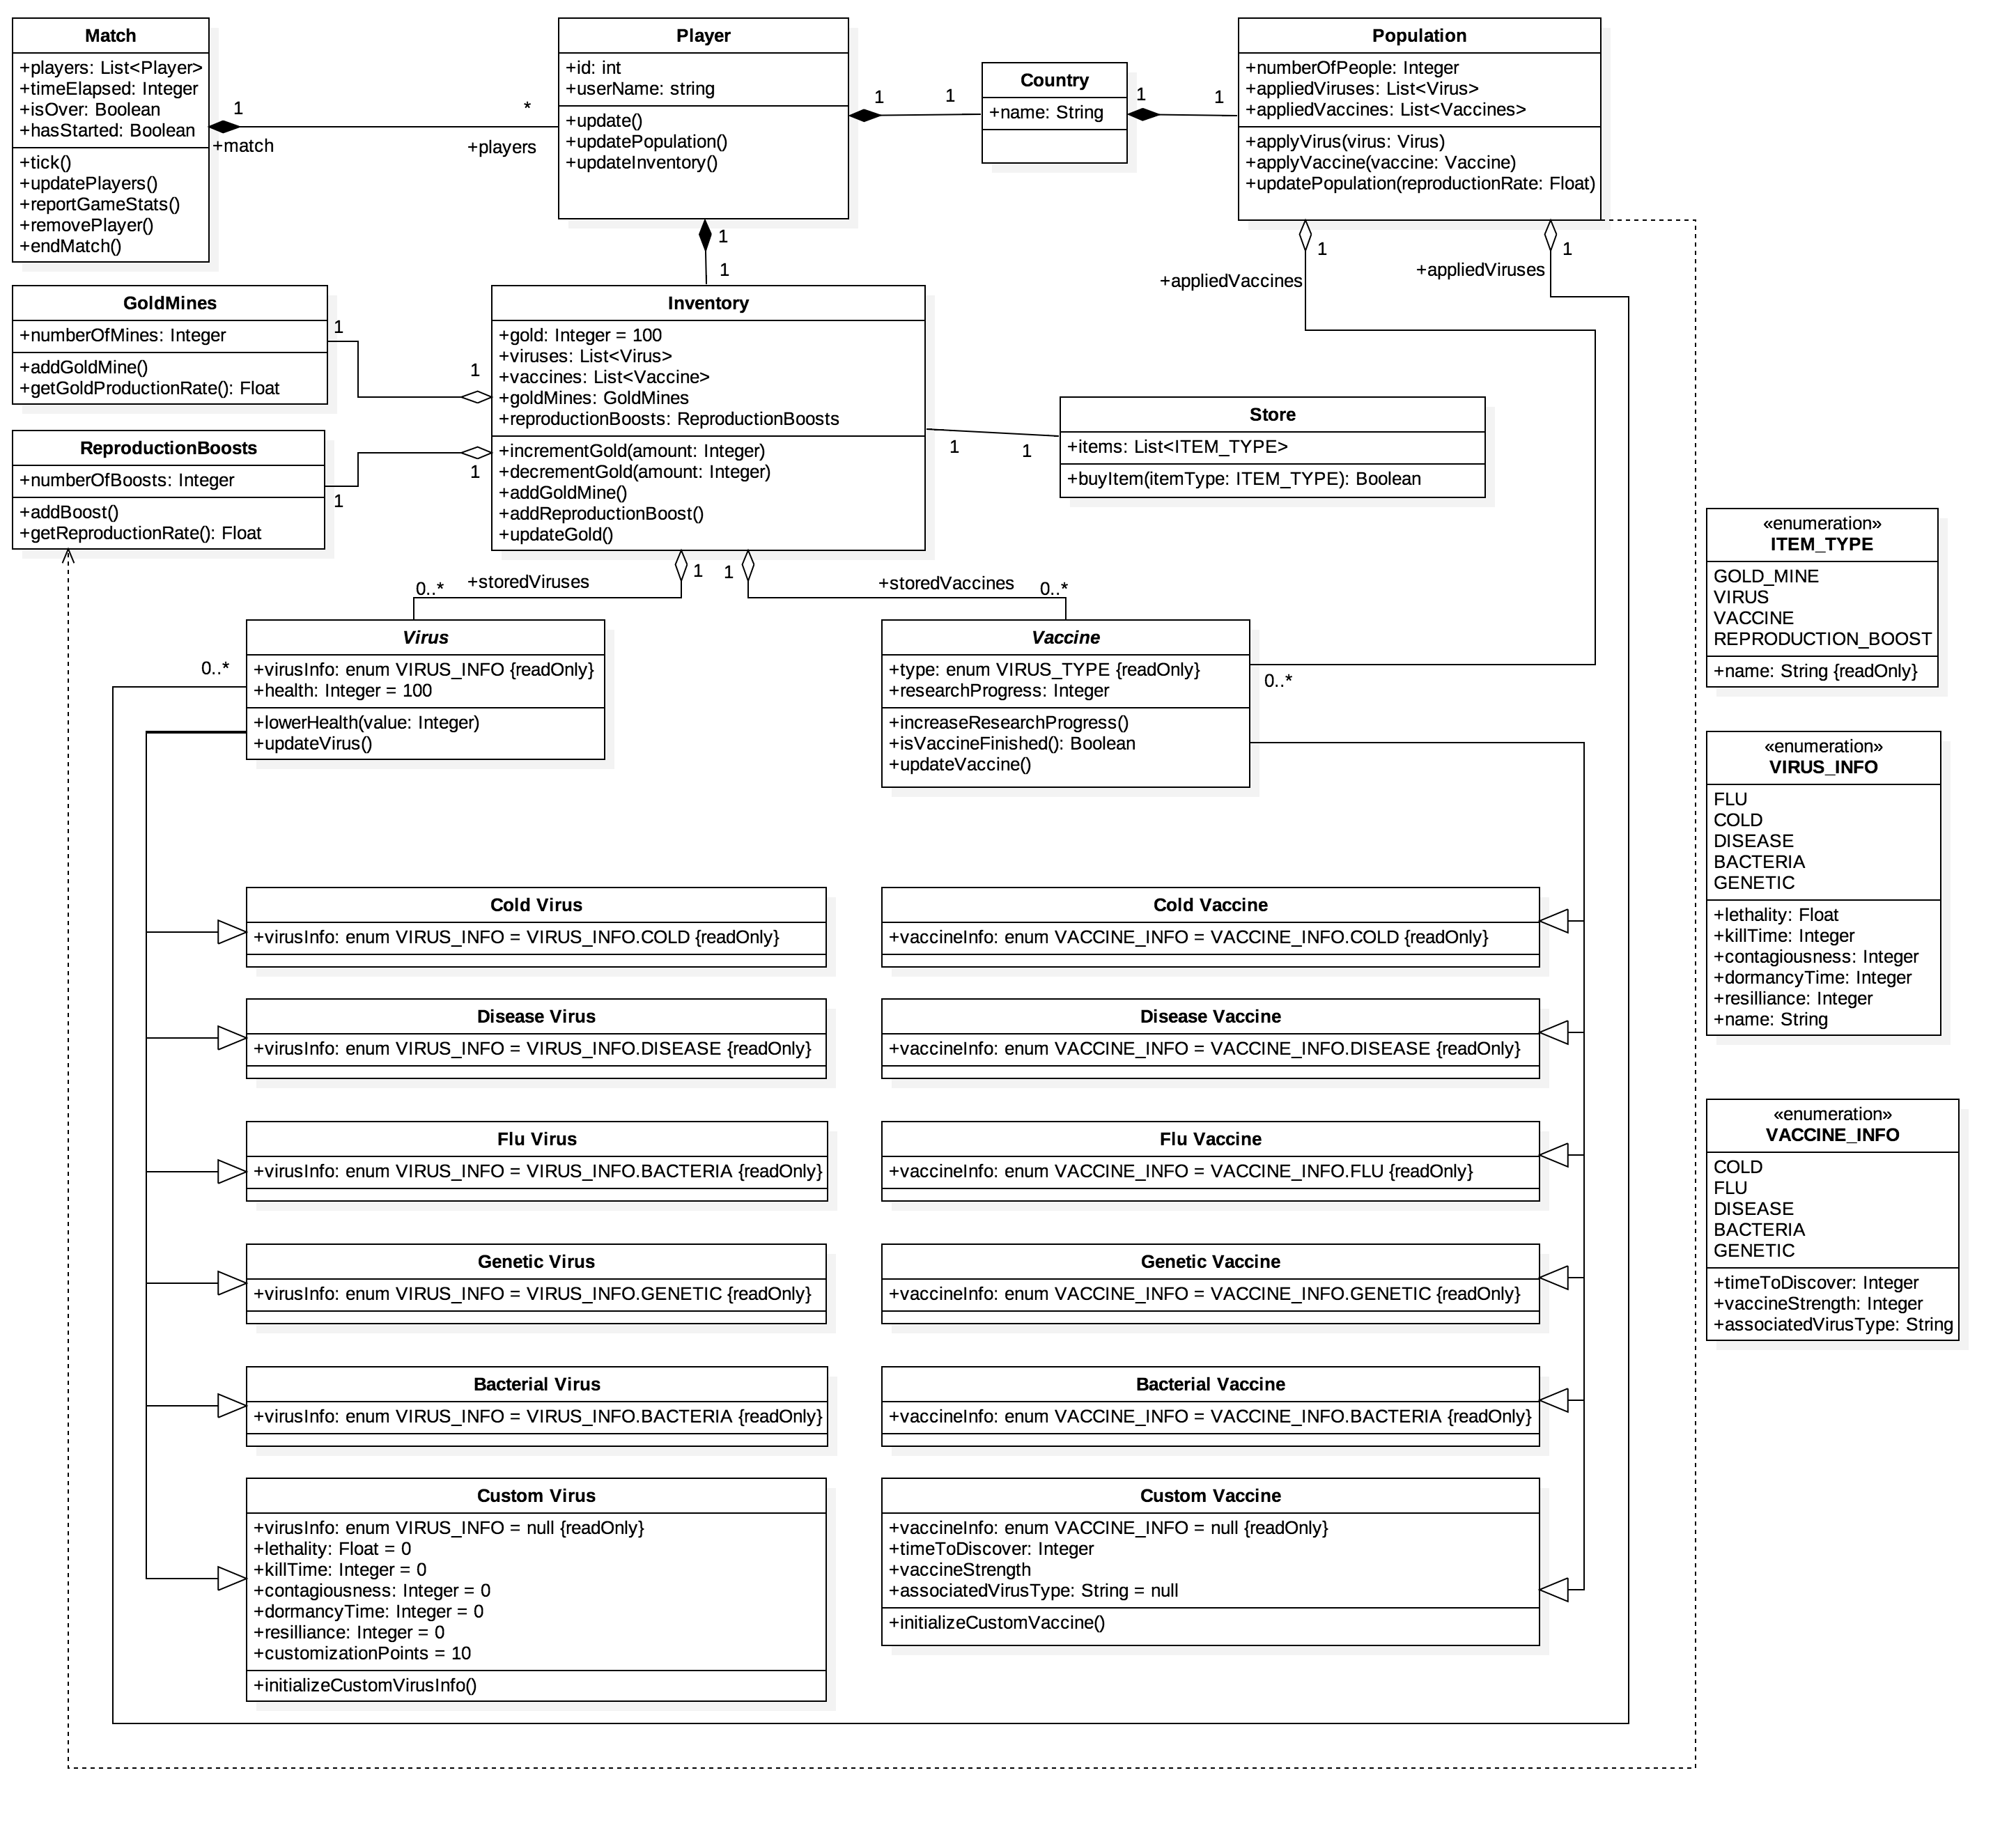 Match
+players: List<Player>
+timeElapsed: Integer
+isOver: Boolean
+hasStarted: Boolean
+tick()
+updatePlayers()
+reportGameStats()
+removePlayer()
+endMatch()
1
+match
*
+players
Player
+id: int
+userName: string
+update()
+updatePopulation()
+updateInventory()
1
1
Country
+name: String
1
1
Population
+numberOfPeople: Integer
+appliedViruses: List<Virus>
+appliedVaccines: List<Vaccines>
+applyVirus(virus: Virus)
+applyVaccine(vaccine: Vaccine)
+updatePopulation(reproductionRate: Float)
1
+appliedVaccines
1
+appliedViruses
1
1
GoldMines
+numberOfMines: Integer
+addGoldMine()
+getGoldProductionRate(): Float
1
1
ReproductionBoosts
+numberOfBoosts: Integer
+addBoost()
+getReproductionRate(): Float
1
1
Inventory
+gold: Integer = 100
+viruses: List<Virus>
+vaccines: List<Vaccine>
+goldMines: GoldMines
+reproductionBoosts: ReproductionBoosts
+incrementGold(amount: Integer)
+decrementGold(amount: Integer)
+addGoldMine()
+addReproductionBoost()
+updateGold()
1
1
Store
+items: List<ITEM_TYPE>
+buyItem(itemType: ITEM_TYPE): Boolean
0..*
+storedViruses
1
1
+storedVaccines
0..*
Virus
+virusInfo: enum VIRUS_INFO {readOnly}
+health: Integer = 100
+lowerHealth(value: Integer)
+updateVirus()
0..*
Vaccine
+type: enum VIRUS_TYPE {readOnly}
+researchProgress: Integer
+increaseResearchProgress()
+isVaccineFinished(): Boolean
+updateVaccine()
0..*
Cold Virus
+virusInfo: enum VIRUS_INFO = VIRUS_INFO.COLD {readOnly}
Cold Vaccine
+vaccineInfo: enum VACCINE_INFO = VACCINE_INFO.COLD {readOnly}
Disease Virus
+virusInfo: enum VIRUS_INFO = VIRUS_INFO.DISEASE {readOnly}
Disease Vaccine
+vaccineInfo: enum VACCINE_INFO = VACCINE_INFO.DISEASE {readOnly}
Flu Virus
+virusInfo: enum VIRUS_INFO = VIRUS_INFO.BACTERIA {readOnly}
Flu Vaccine
+vaccineInfo: enum VACCINE_INFO = VACCINE_INFO.FLU {readOnly}
Genetic Virus
+virusInfo: enum VIRUS_INFO = VIRUS_INFO.GENETIC {readOnly}
Genetic Vaccine
+vaccineInfo: enum VACCINE_INFO = VACCINE_INFO.GENETIC {readOnly}
Bacterial Virus
+virusInfo: enum VIRUS_INFO = VIRUS_INFO.BACTERIA {readOnly}
Bacterial Vaccine
+vaccineInfo: enum VACCINE_INFO = VACCINE_INFO.BACTERIA {readOnly}
Custom Virus
+virusInfo: enum VIRUS_INFO = null {readOnly}
+lethality: Float = 0
+killTime: Integer = 0
+contagiousness: Integer = 0
+dormancyTime: Integer = 0
+resilliance: Integer = 0
+customizationPoints = 10
+initializeCustomVirusInfo()
Custom Vaccine
+vaccineInfo: enum VACCINE_INFO = null {readOnly}
+timeToDiscover: Integer
+vaccineStrength
+associatedVirusType: String = null
+initializeCustomVaccine()
«enumeration»
ITEM_TYPE
GOLD_MINE
VIRUS
VACCINE
REPRODUCTION_BOOST
+name: String {readOnly}
«enumeration»
VIRUS_INFO
FLU
COLD
DISEASE
BACTERIA
GENETIC
+lethality: Float
+killTime: Integer
+contagiousness: Integer
+dormancyTime: Integer
+resilliance: Integer
+name: String
«enumeration»
VACCINE_INFO
COLD
FLU
DISEASE
BACTERIA
GENETIC
+timeToDiscover: Integer
+vaccineStrength: Integer
+associatedVirusType: String